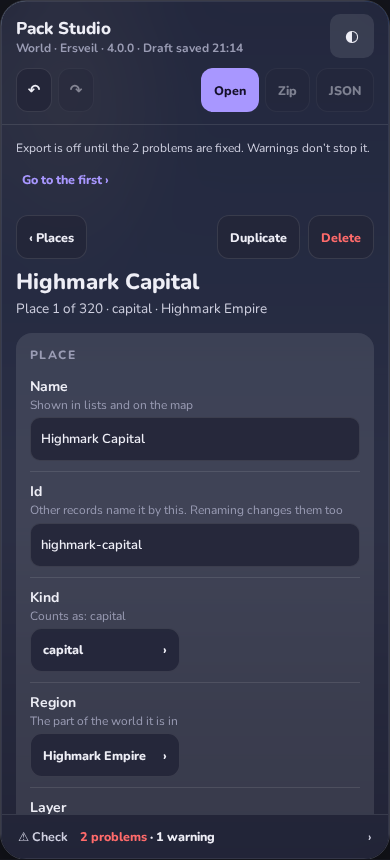 Pack Studio
World · Ersveil · 4.0.0 · Draft saved 21:14
Open Zip JSON
Export is off until the 2 problems are fixed. Warnings don't stop it.
Go to the first ›
‹ Places Duplicate Delete
Highmark Capital
Place 1 of 320 · capital · Highmark Empire
PLACE
Name
Shown in lists and on the map
Highmark Capital
Id
Other records name it by this. Renaming changes them too
highmark-capital
Kind
Counts as: capital
capital ›
Region
The part of the world it is in
Highmark Empire ›
Layer
⚠ Check 2 problems · 1 warning ›